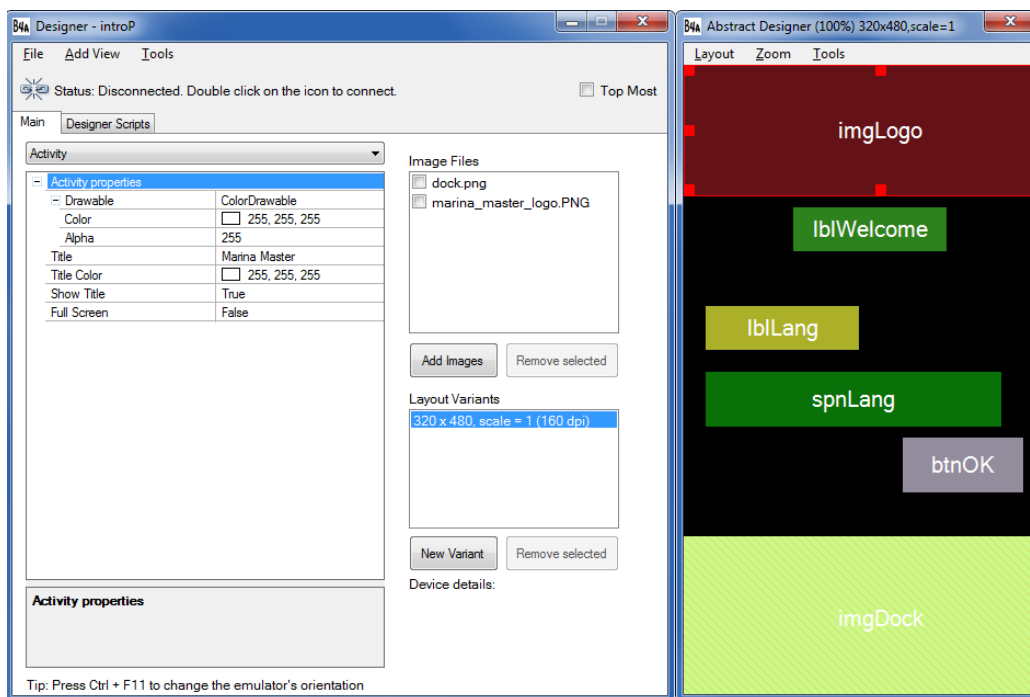 B4A Designer - introP
File Add View Tools
Status: Disconnected. Double click on the icon to connect.
Top Most
Main Designer Scripts
Activity
Activity properties
Drawable ColorDrawable
Color 255, 255, 255
Alpha 255
Title Marina Master
Title Color 255, 255, 255
Show Title True
Full Screen False
Activity properties
Tip: Press Ctrl + F11 to change the emulator's orientation
Image Files
dock.png
marina_master_logo.PNG
Add Images Remove selected
Layout Variants
320 x 480, scale = 1 (160 dpi)
New Variant Remove selected
Device details:
B4A Abstract Designer (100%) 320x480,scale=1
Layout Zoom Tools
imgLogo
lblWelcome
lblLang
spnLang
btnOK
imgDock